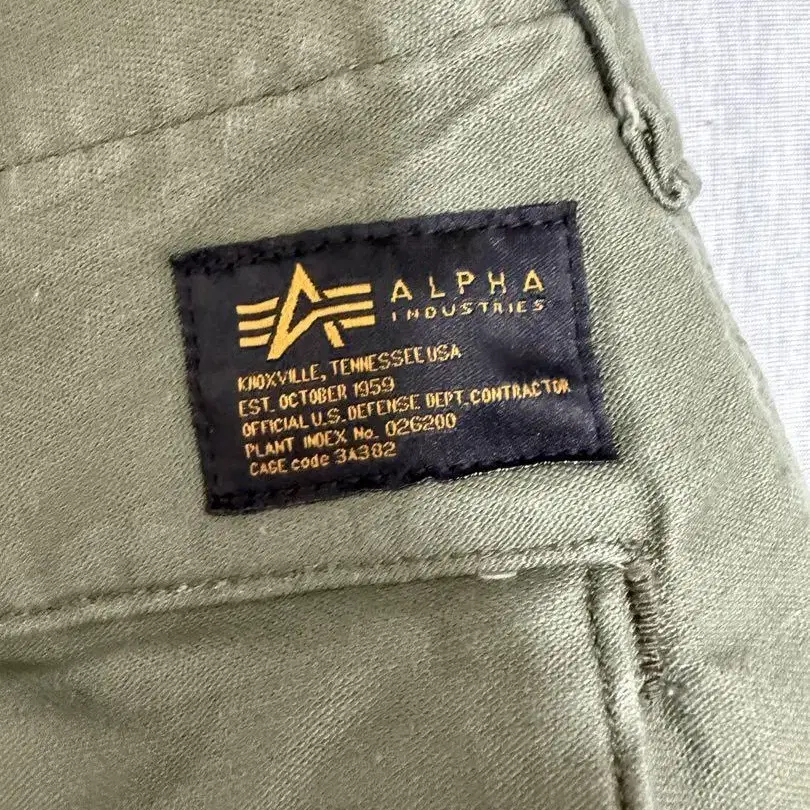 ALPHA
INDUSTRIES
KNOXVILLE, TENNESSEE USA
EST. OCTOBER 1959
OFFICIAL U.S. DEFENSE DEPT. CONTRACTOR
PLANT INDEX No. 026200
CAGE code 3A382